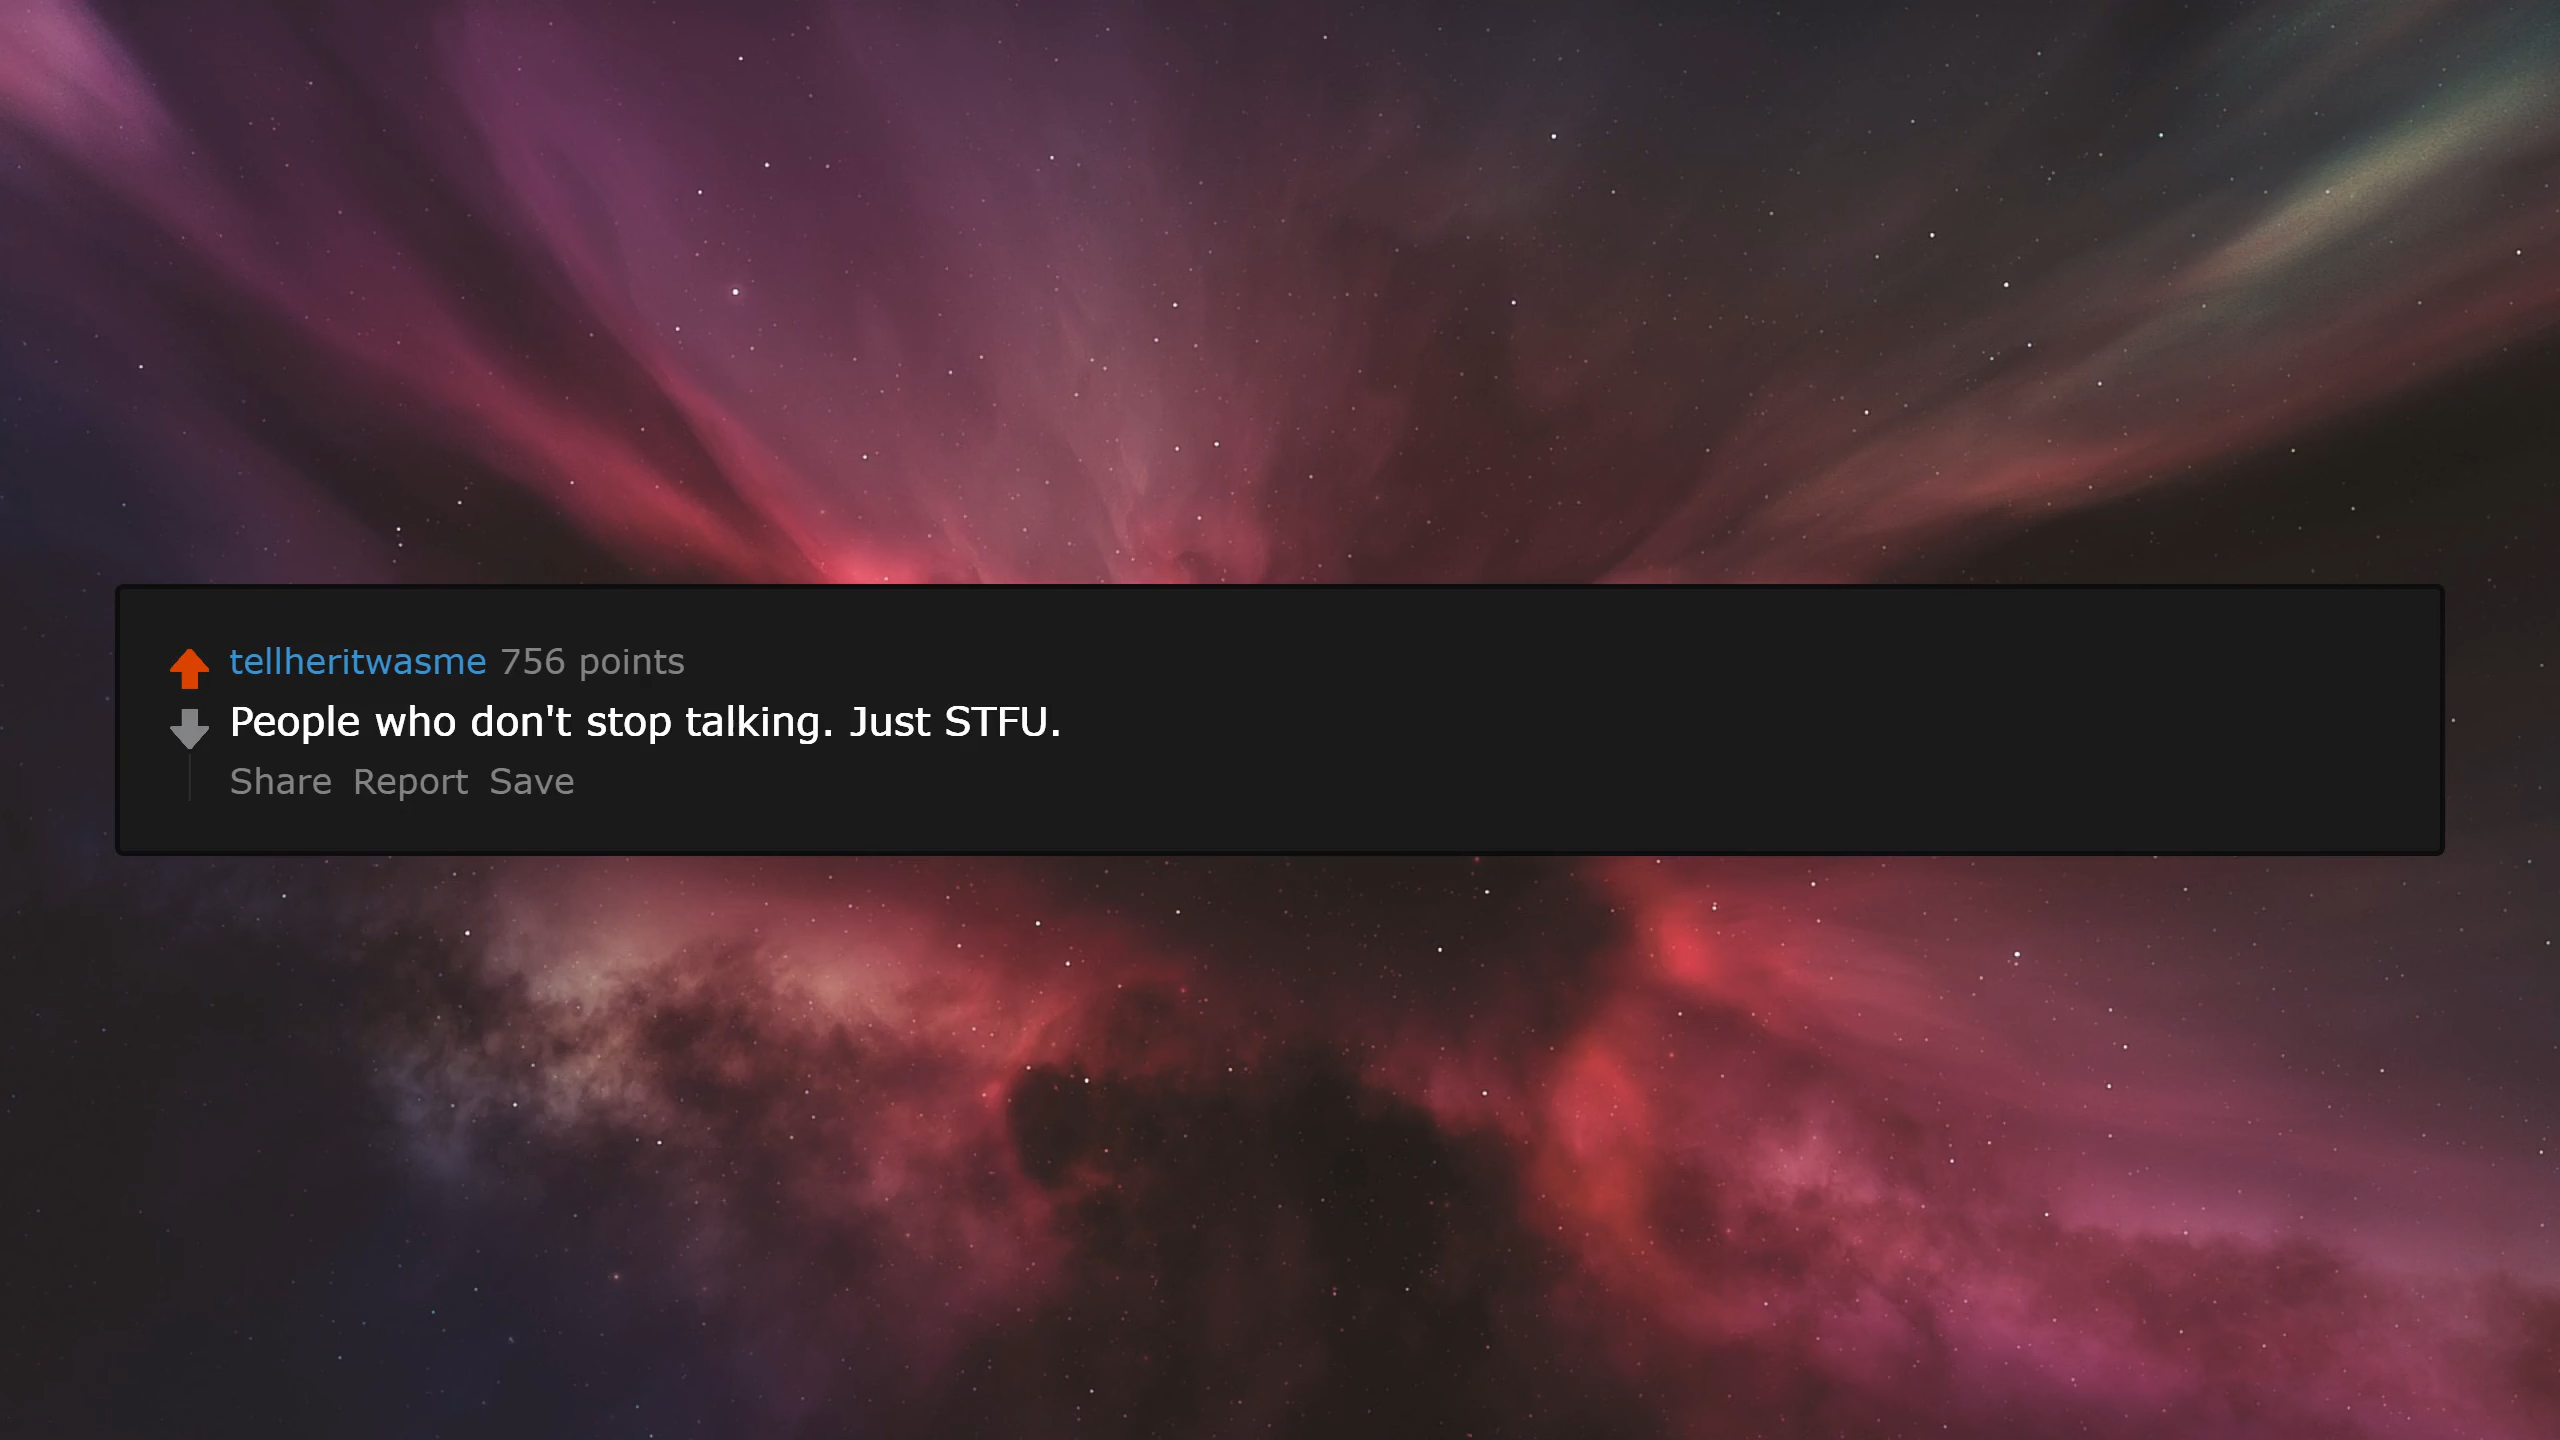 tellheritwasme 756 points
People who don't stop talking. Just STFU.
Share Report Save